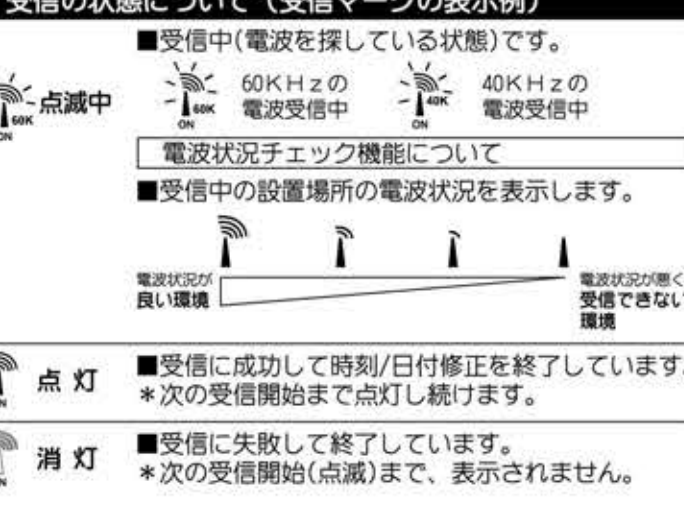 受信の状態について(受信マークの表示例)
■受信中(電波を探している状態)です。
点滅中
60K
ON
60KHzの
電波受信中
60K
ON
40KHzの
電波受信中
40K
ON
電波状況チェック機能について
■受信中の設置場所の電波状況を表示します。
電波状況が
良い環境
電波状況が悪く
受信できない
環境
点灯
■受信に成功して時刻/日付修正を終了しています。
＊次の受信開始まで点灯し続けます。
消灯
■受信に失敗して終了しています。
＊次の受信開始(点滅)まで、表示されません。